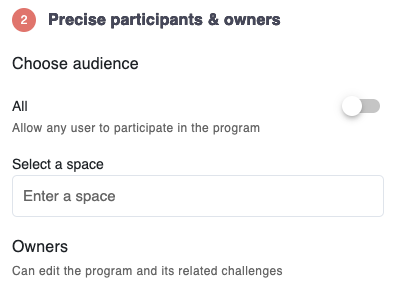 2 Precise participants & owners
Choose audience
All
Allow any user to participate in the program
Select a space
Enter a space
Owners
Can edit the program and its related challenges